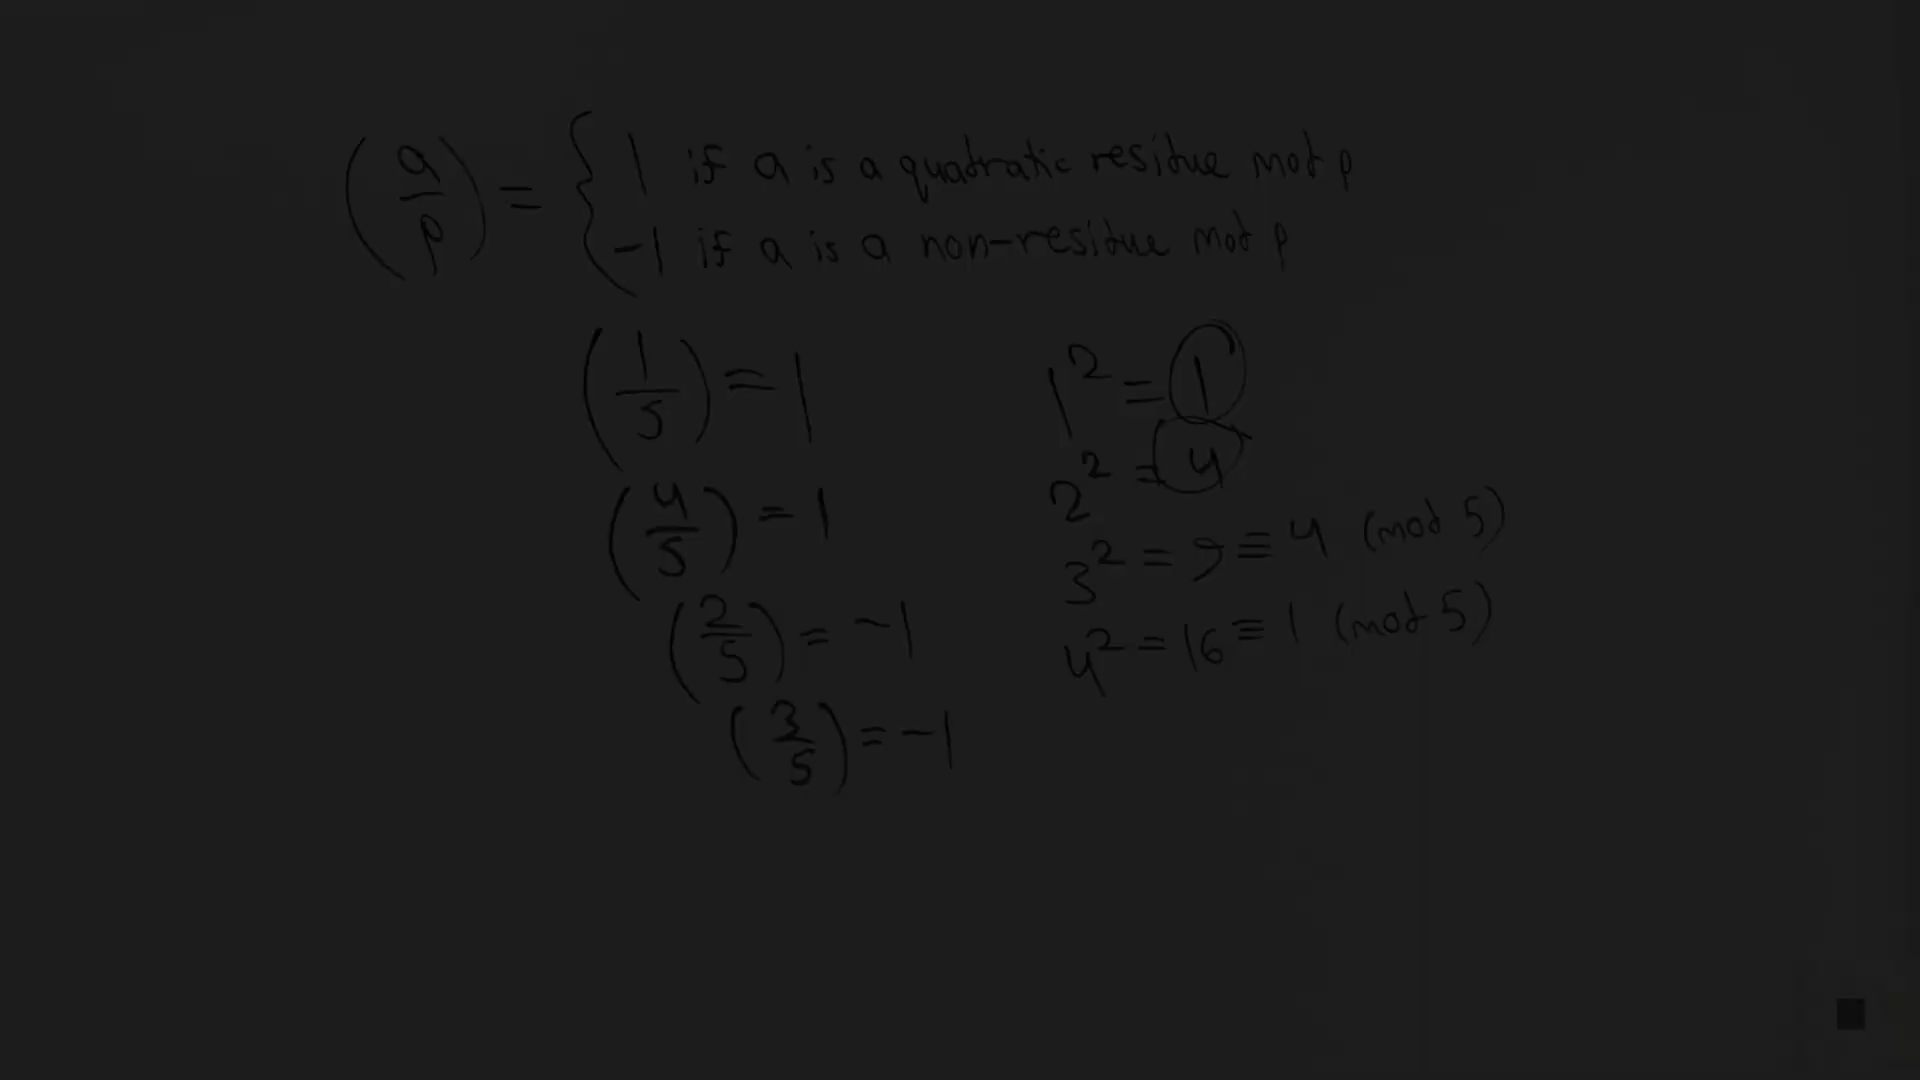 (a/p) = { 1 if a is a quadratic residue mod p
-1 if a is a non-residue mod p
(1/5) = 1
1² = 1
(4/5) = 1
2² = 4
3² = 9 ≡ 4 (mod 5)
(2/5) = -1
4² = 16 ≡ 1 (mod 5)
(3/5) = -1